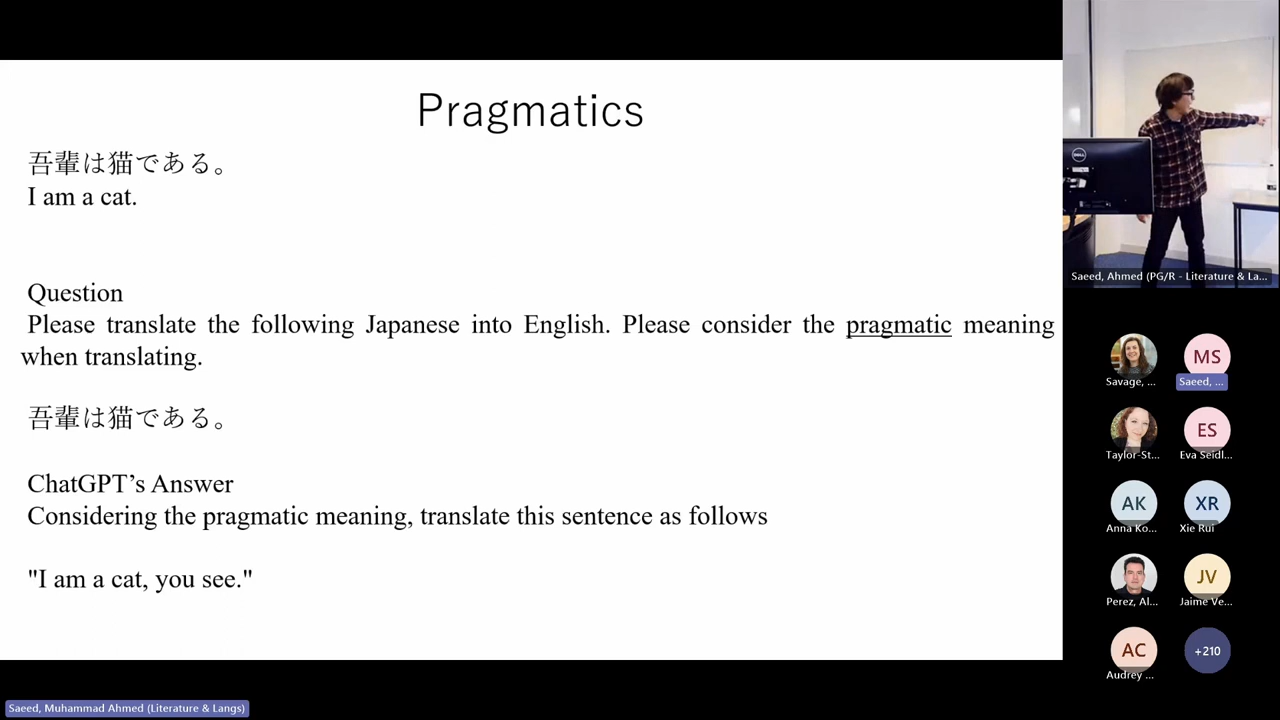 Pragmatics
吾輩は猫である。
I am a cat.
Question
Please translate the following Japanese into English. Please consider the pragmatic meaning
when translating.
吾輩は猫である。
ChatGPT’s Answer
Considering the pragmatic meaning, translate this sentence as follows
"I am a cat, you see."
DELL
Saeed, Ahmed (PG/R - Literature & La...
Savage, ...
MS
Saeed, ...
Taylor-St...
ES
Eva Seidl...
AK
Anna Ko...
XR
Xie Rui
Perez, Al...
JV
Jaime Ve...
AC
Audrey ...
+210
Saeed, Muhammad Ahmed (Literature & Langs)